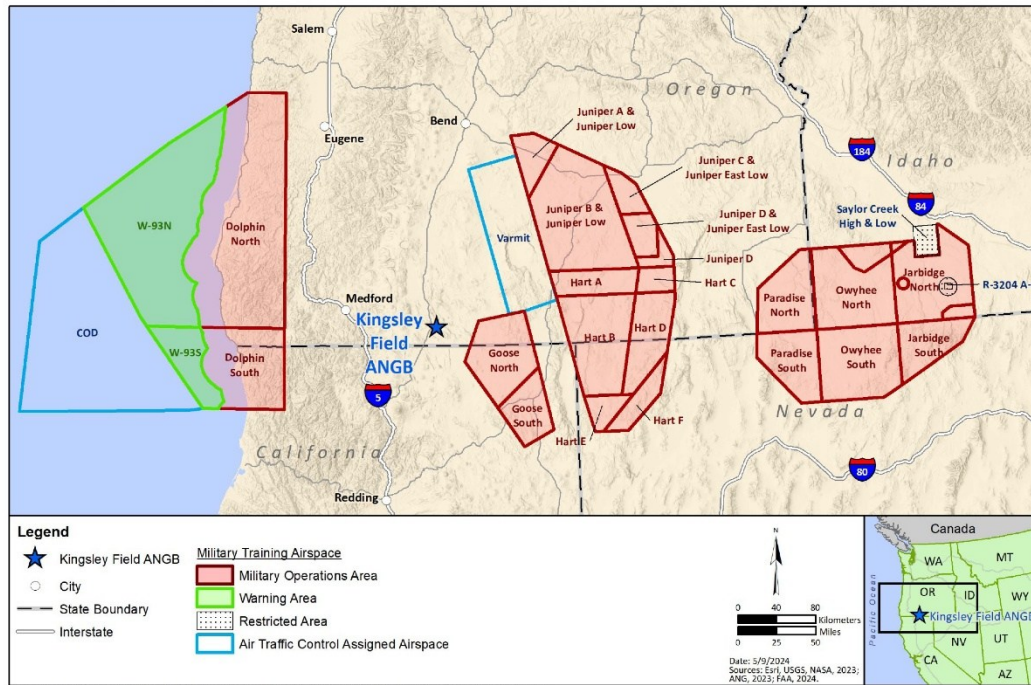 Salem
Eugene
Bend
Oregon
Idaho
184
84
Juniper A &
Juniper Low
Juniper C &
Juniper East Low
Juniper B &
Juniper Low
Juniper D &
Juniper East Low
Juniper D
Saylor Creek
High & Low
W-93N
Dolphin
North
Varmit
Hart A
Hart C
Jarbidge
North
R-3204 A-
Paradise
North
Owyhee
North
Medford
Kingsley
Field
ANGB
COD
W-93S
Dolphin
South
Goose
North
Hart B
Hart D
Paradise
South
Owyhee
South
Jarbidge
South
5
Goose
South
Hart E
Hart F
Nevada
California
80
Redding
Legend
Kingsley Field ANGB
City
State Boundary
Interstate
Military Training Airspace
Military Operations Area
Warning Area
Restricted Area
Air Traffic Control Assigned Airspace
N
0 40 80
Kilometers
Miles
0 25 50
Date: 5/9/2024
Sources: Esri, USGS, NASA, 2023;
ANG, 2023; FAA, 2024.
Canada
WA
MT
OR
ID
WY
Kingsley Field ANGB
NV
UT
CA
AZ
Pacific Ocean